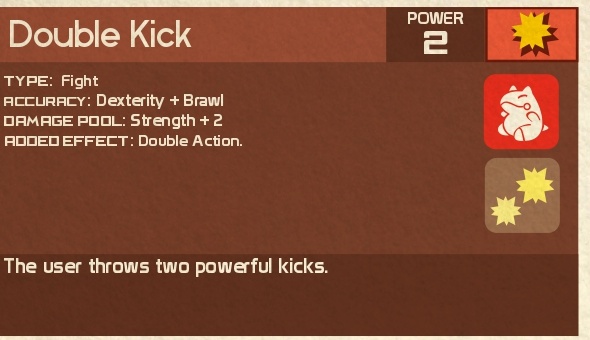 Double Kick
POWER
2
TYPE: Fight
ACCURACY: Dexterity + Brawl
DAMAGE POOL: Strength + 2
ADDED EFFECT: Double Action.
The user throws two powerful kicks.